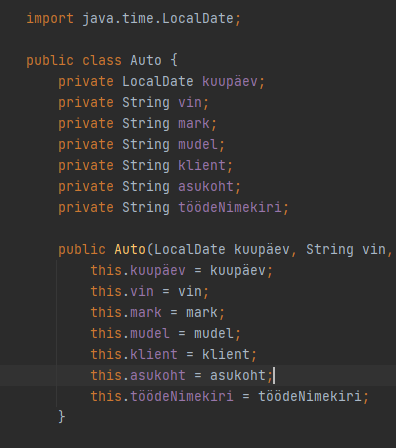 import java.time.LocalDate;
public class Auto {
private LocalDate kuupäev;
private String vin;
private String mark;
private String mudel;
private String klient;
private String asukoht;
private String töödeNimekiri;
public Auto(LocalDate kuupäev, String vin,
this.kuupäev = kuupäev;
this.vin = vin;
this.mark = mark;
this.mudel = mudel;
this.klient = klient;
this.asukoht = asukoht;
this.töödeNimekiri = töödeNimekiri;
}